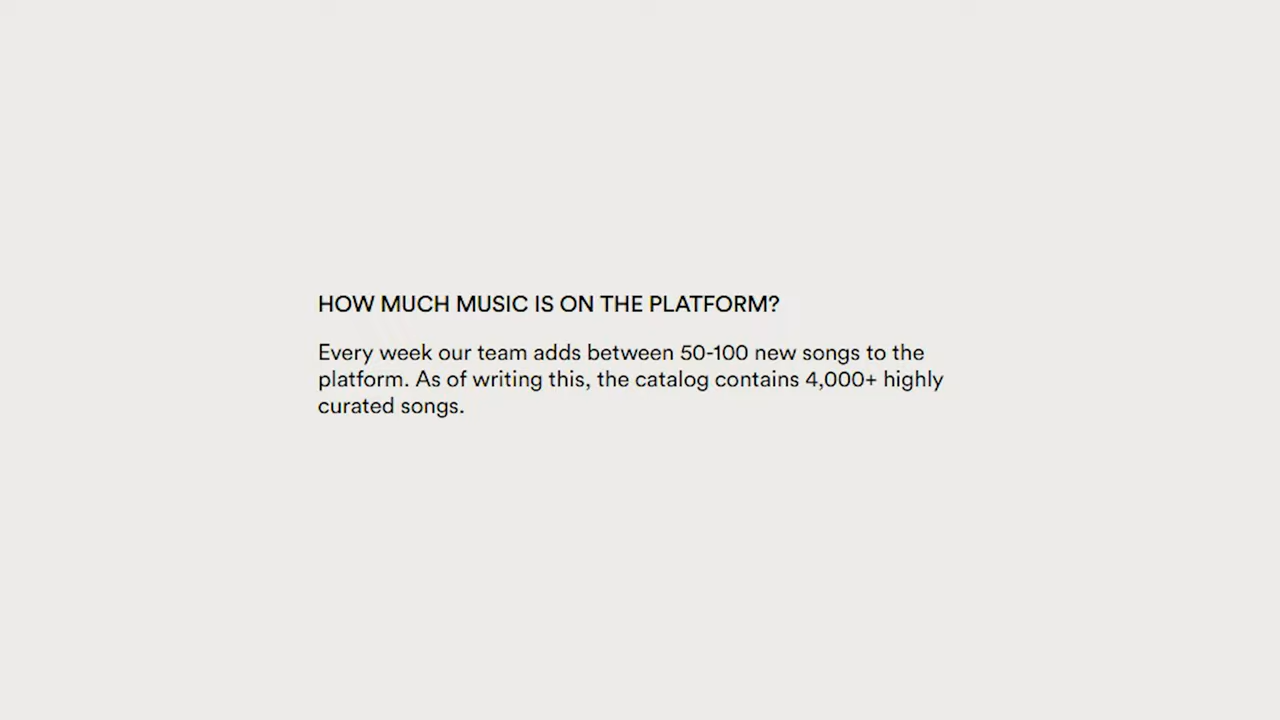 HOW MUCH MUSIC IS ON THE PLATFORM?
Every week our team adds between 50-100 new songs to the
platform. As of writing this, the catalog contains 4,000+ highly
curated songs.